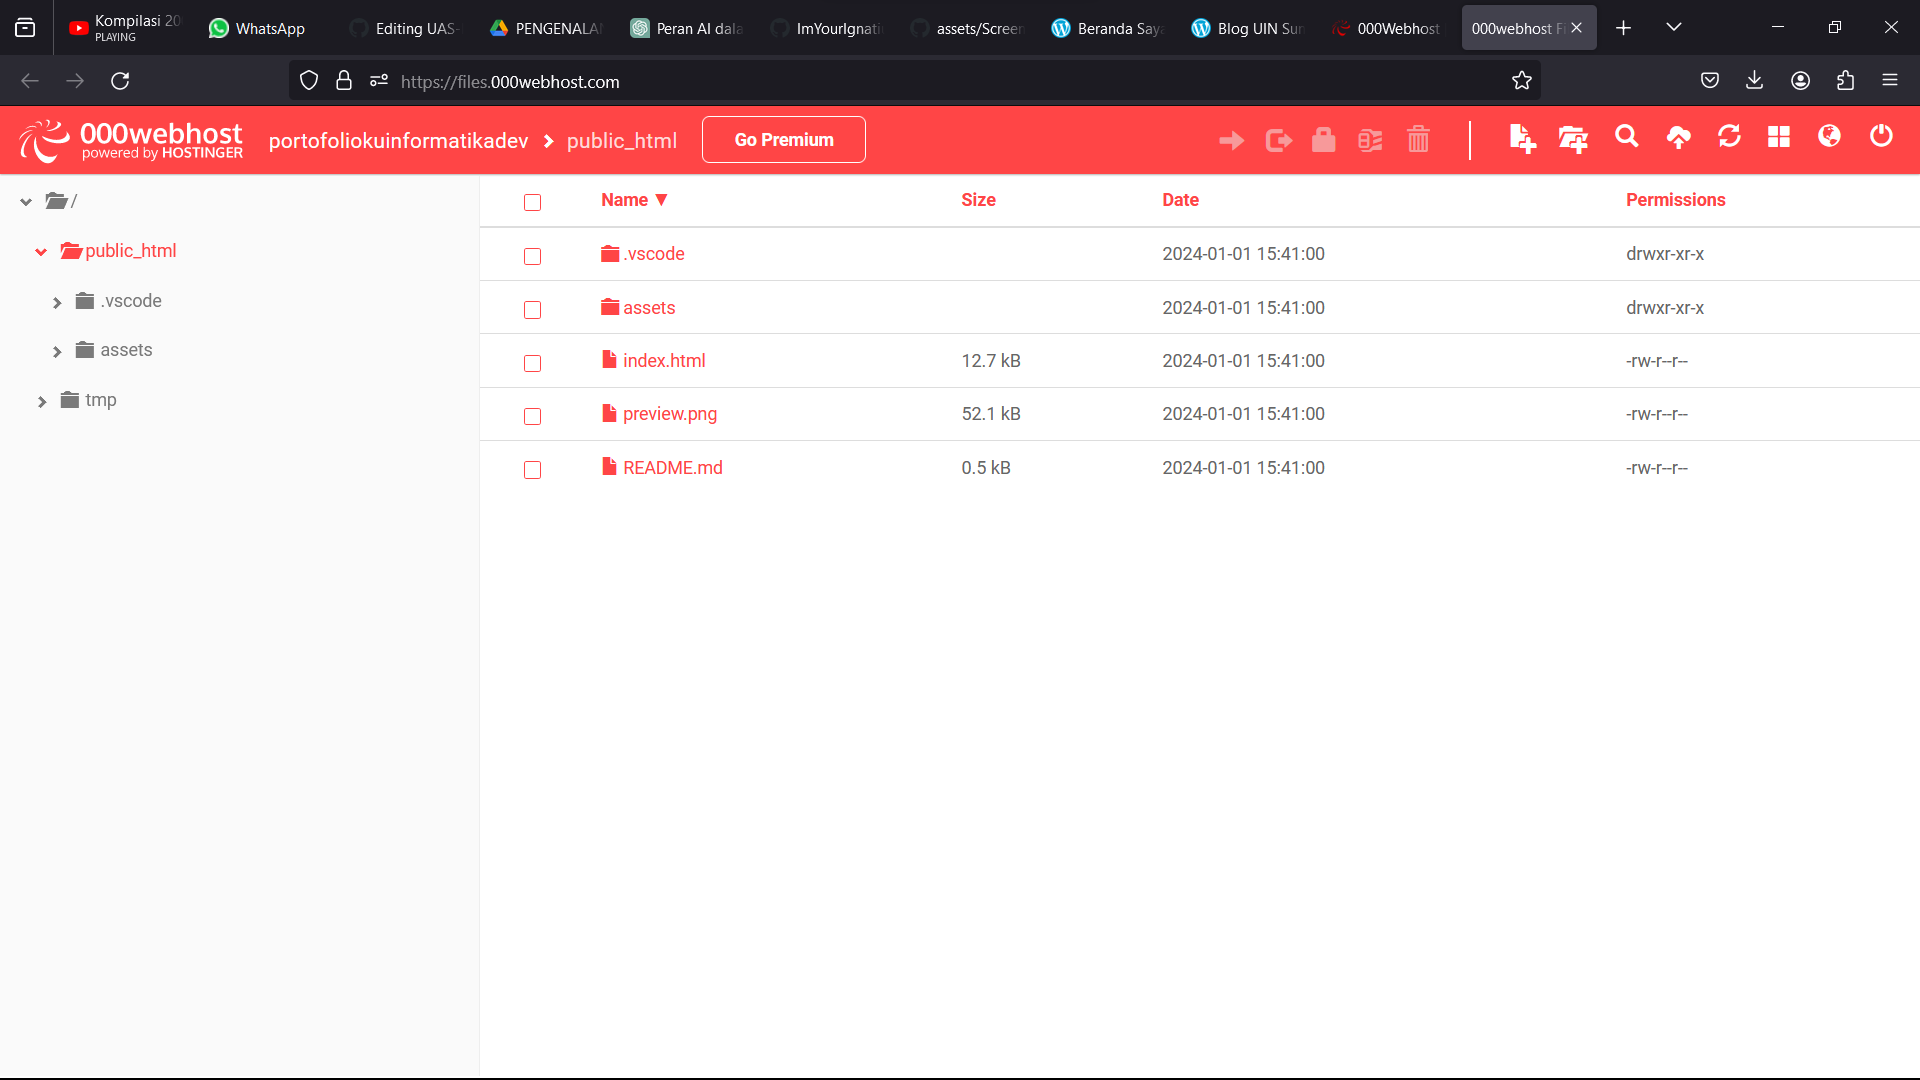 Kompilasi 20
PLAYING
WhatsApp
Editing UAS-
PENGENALAN
Peran AI dala
ImYourIgnati
assets/Screen
Beranda Saya
Blog UIN Sun
000Webhost
000webhost Fi
https://files.000webhost.com
000webhost
powered by HOSTINGER
portofoliokuinformatikadev > public_html
Go Premium
/
public_html
.vscode
assets
tmp
Name ▼ Size Date Permissions
.vscode 2024-01-01 15:41:00 drwxr-xr-x
assets 2024-01-01 15:41:00 drwxr-xr-x
index.html 12.7 kB 2024-01-01 15:41:00 -rw-r--r--
preview.png 52.1 kB 2024-01-01 15:41:00 -rw-r--r--
README.md 0.5 kB 2024-01-01 15:41:00 -rw-r--r--